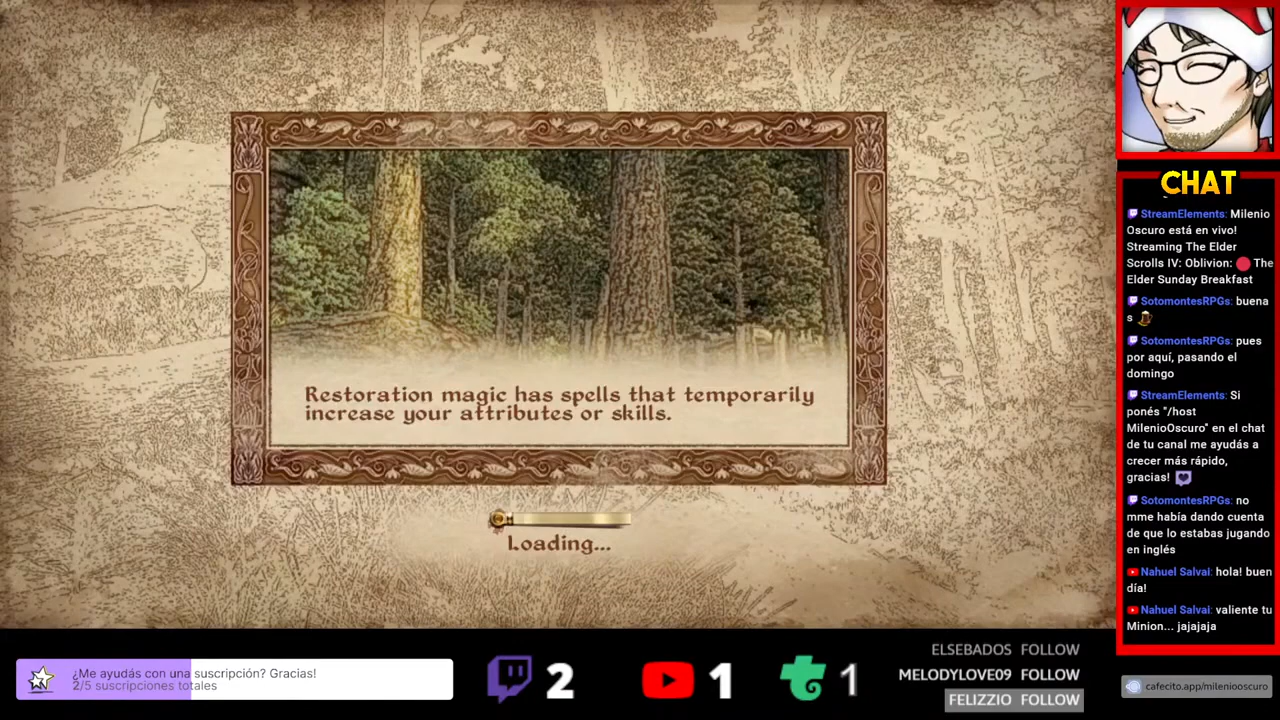 Restoration magic has spells that temporarily
increase your attributes or skills.
Loading...
CHAT
StreamElements: Milenio
Oscuro está en vivo!
Streaming The Elder
Scrolls IV: Oblivion: The
Elder Sunday Breakfast
SotomontesRPGs: buena
s
SotomontesRPGs: pues
por aquí, pasando el
domingo
StreamElements: Si
ponés "/host
MilenioOscuro" en el chat
de tu canal me ayudás a
crecer más rápido,
gracias!
SotomontesRPGs: no
mme había dando cuenta
de que lo estabas jugando
en inglés
Nahuel Salvai: hola! buen
día!
Nahuel Salvai: valiente tu
Minion... jajajaja
¿Me ayudás con una suscripción? Gracias!
2/5 suscripciones totales
2
1
1
ELSEBADOS FOLLOW
MELODYLOVE09 FOLLOW
FELIZZIO FOLLOW
cafecito.app/mileniooscuro